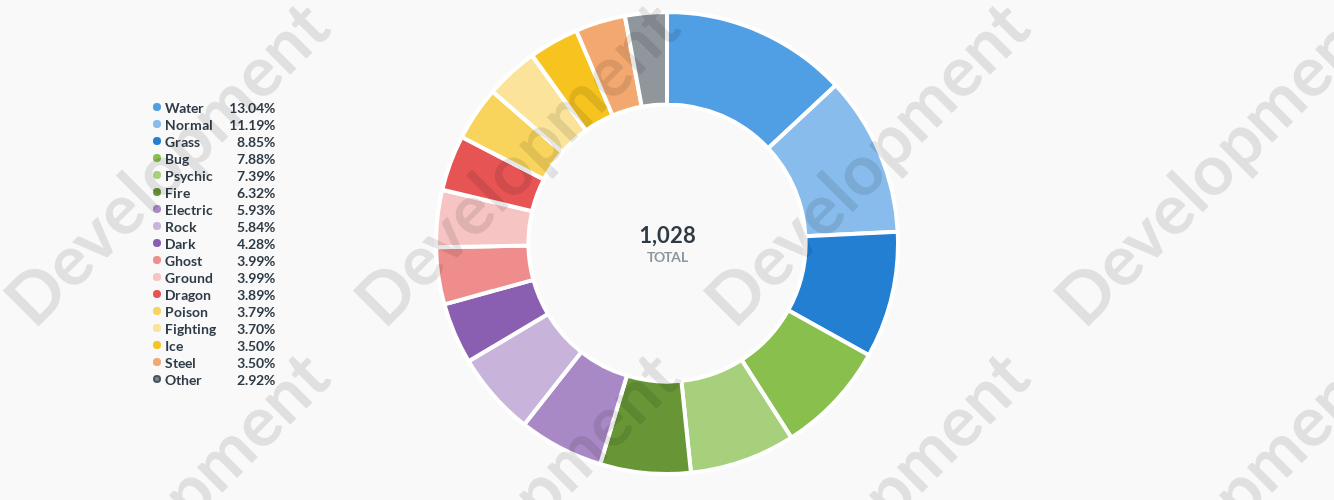 Water 13.04%
Normal 11.19%
Grass 8.85%
Bug 7.88%
Psychic 7.39%
Fire 6.32%
Electric 5.93%
Rock 5.84%
Dark 4.28%
Ghost 3.99%
Ground 3.99%
Dragon 3.89%
Poison 3.79%
Fighting 3.70%
Ice 3.50%
Steel 3.50%
Other 2.92%
1,028
TOTAL
Development
Development
Development
Development